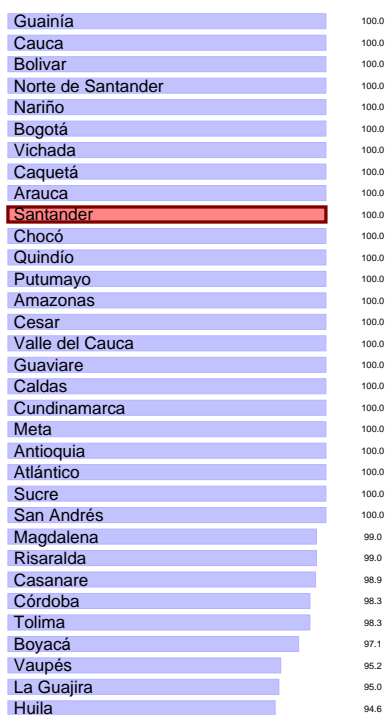 Guainía 100.0
Cauca 100.0
Bolivar 100.0
Norte de Santander 100.0
Nariño 100.0
Bogotá 100.0
Vichada 100.0
Caquetá 100.0
Arauca 100.0
Santander 100.0
Chocó 100.0
Quindío 100.0
Putumayo 100.0
Amazonas 100.0
Cesar 100.0
Valle del Cauca 100.0
Guaviare 100.0
Caldas 100.0
Cundinamarca 100.0
Meta 100.0
Antioquia 100.0
Atlántico 100.0
Sucre 100.0
San Andrés 100.0
Magdalena 99.0
Risaralda 99.0
Casanare 98.9
Córdoba 98.3
Tolima 98.3
Boyacá 97.1
Vaupés 95.2
La Guajira 95.0
Huila 94.6